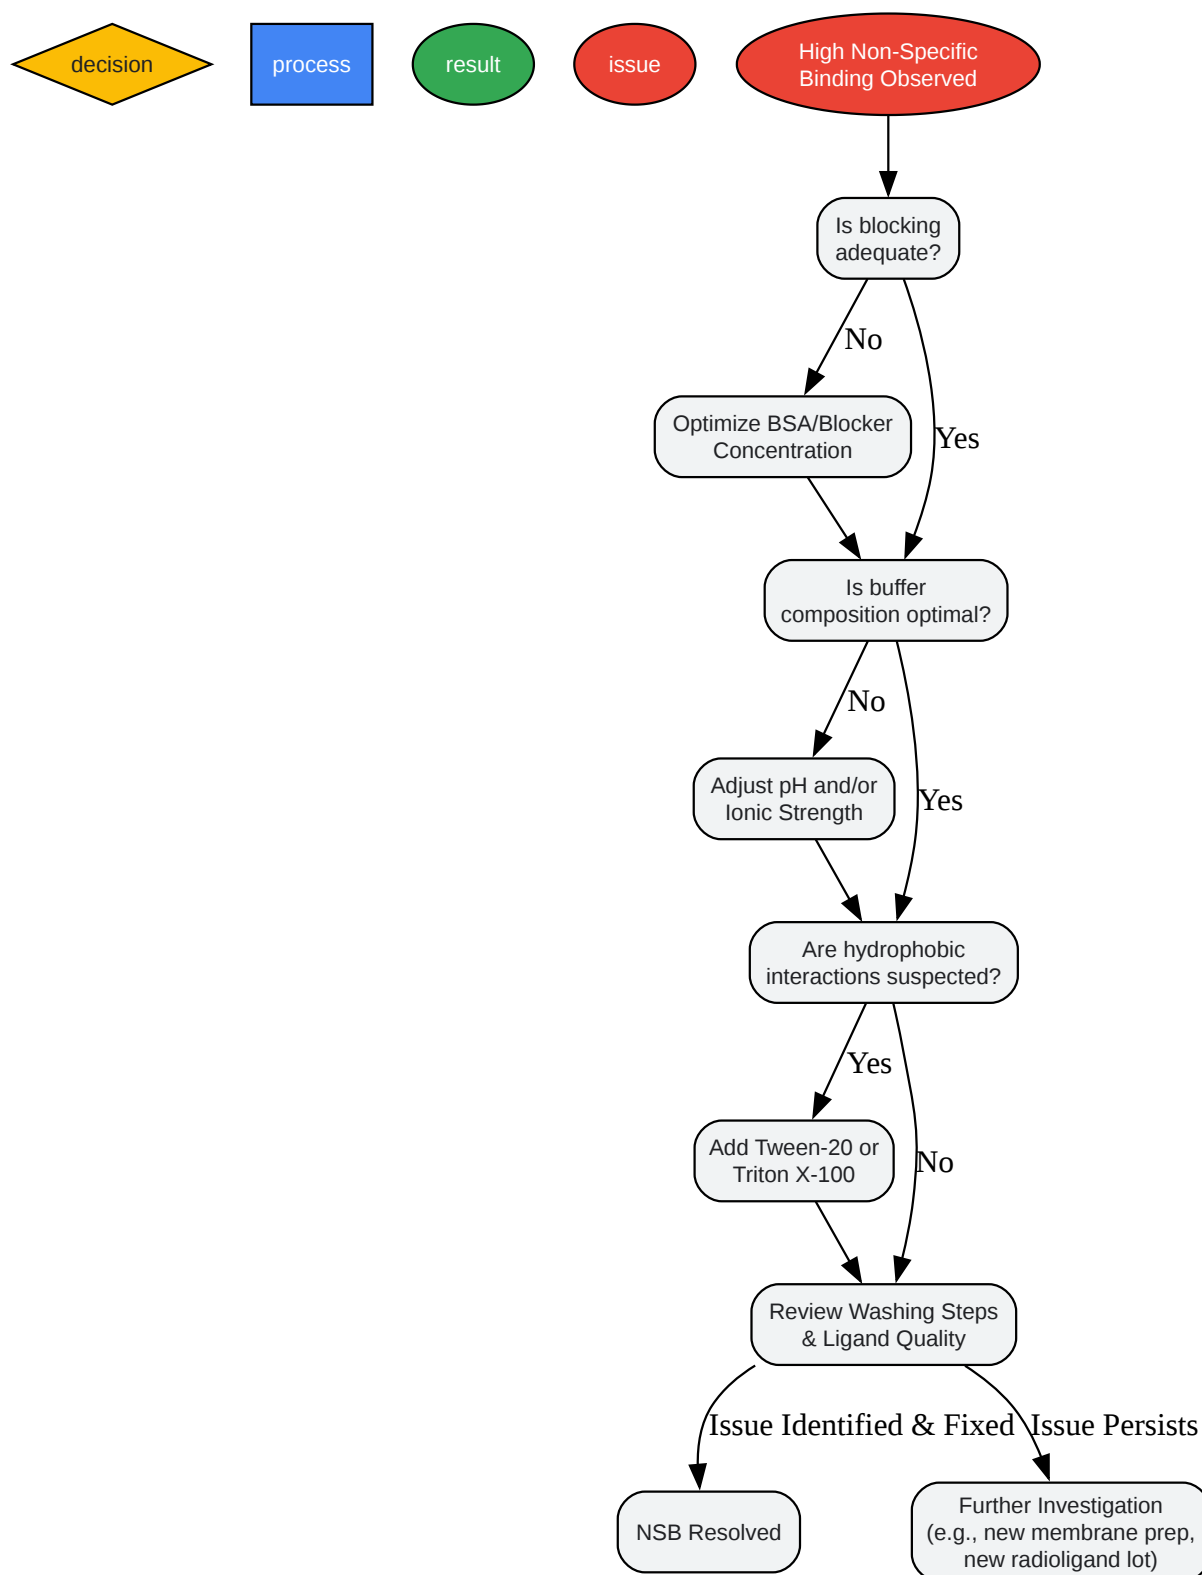 decision
process
result
issue
High Non-Specific
Binding Observed
Is blocking
adequate?
No
Optimize BSA/Blocker
Concentration
Yes
Is buffer
composition optimal?
No
Adjust pH and/or
Ionic Strength
Yes
Are hydrophobic
interactions suspected?
Yes
Add Tween-20 or
Triton X-100
No
Review Washing Steps
& Ligand Quality
Issue Identified & Fixed
Issue Persists
NSB Resolved
Further Investigation
(e.g., new membrane prep,
new radioligand lot)